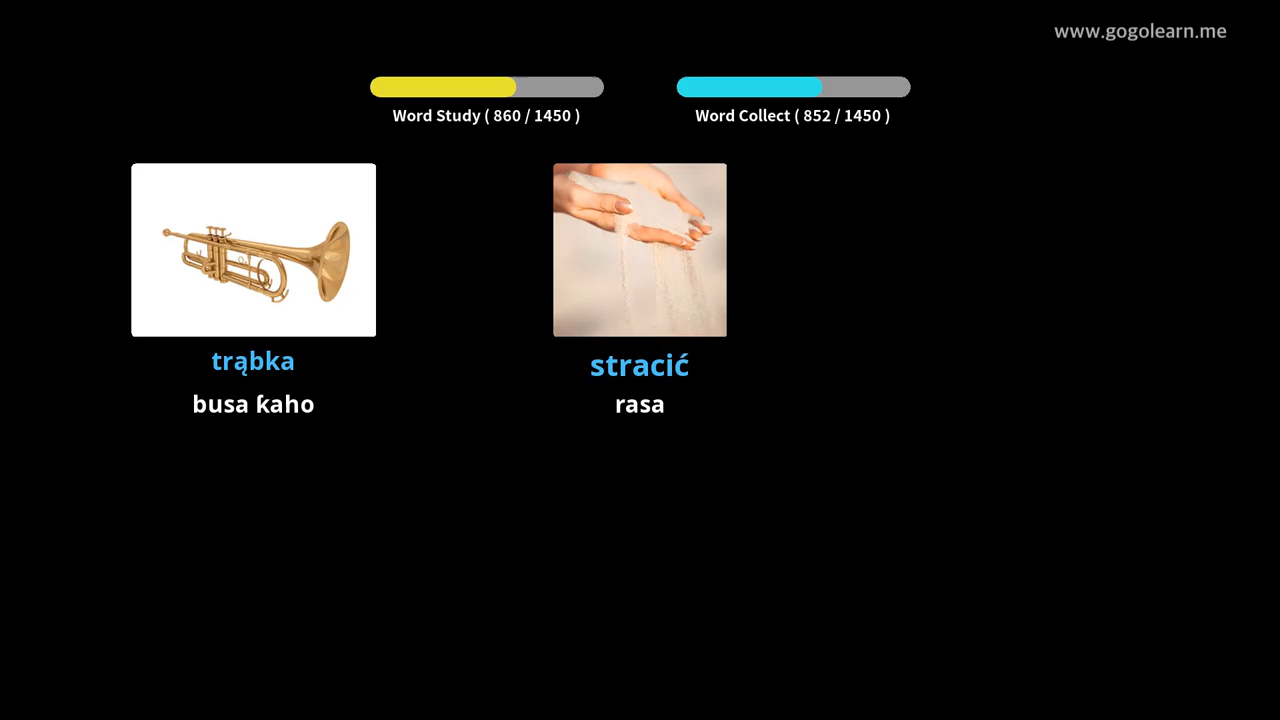 www.gogolearn.me
Word Study ( 860 / 1450 )
Word Collect ( 852 / 1450 )
trąbka
busa ƙaho
stracić
rasa